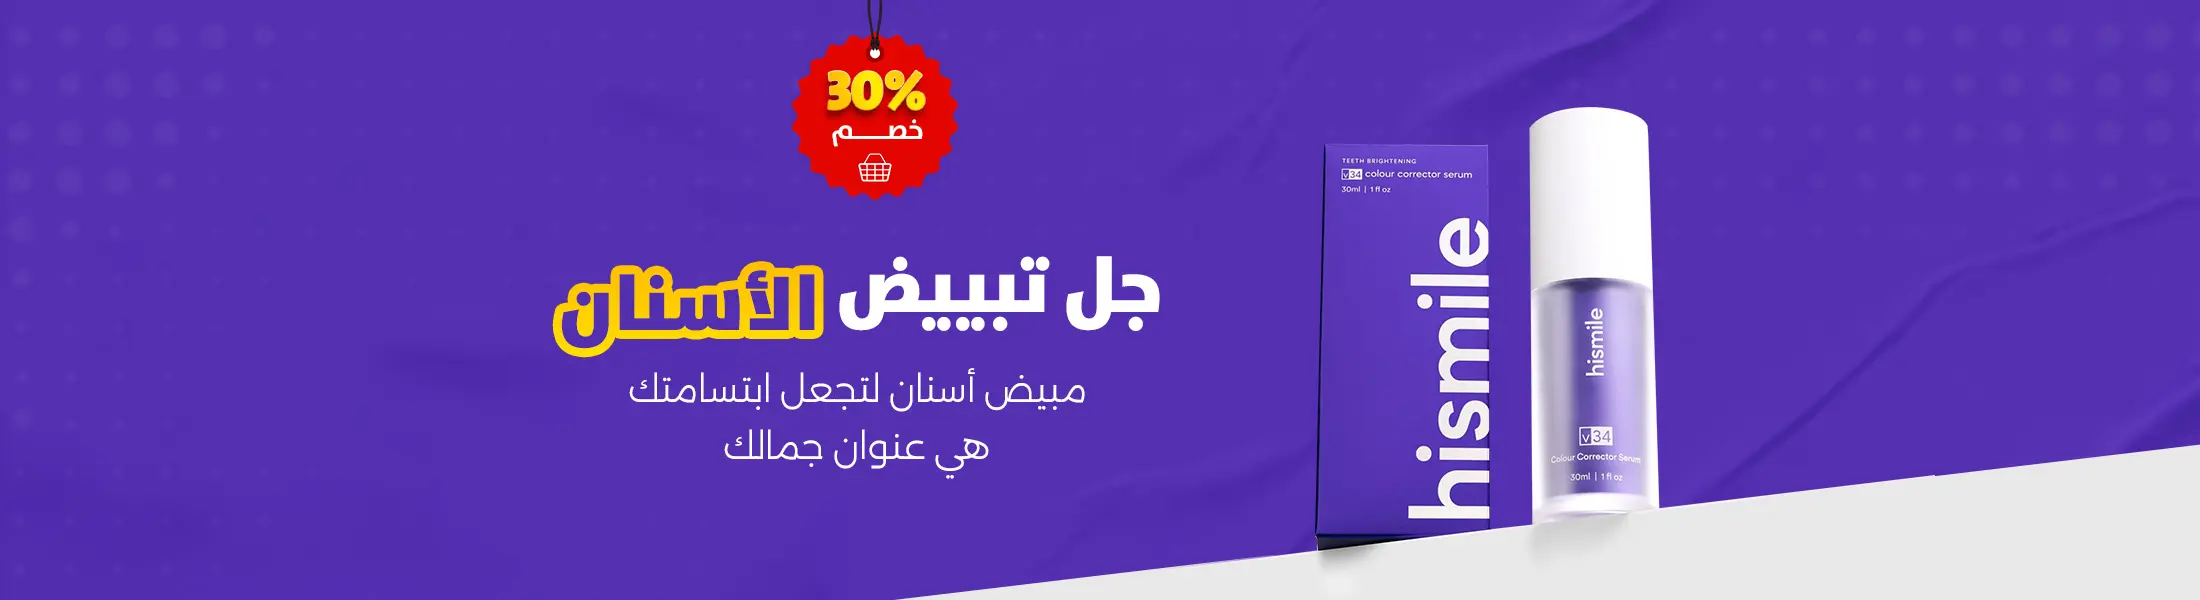 30%
خصم
جل تبييض الأسنان
مبيض أسنان لتجعل ابتسامتك
هي عنوان جمالك
TEETH BRIGHTENING
v34 colour corrector serum
30ml | 1 fl oz
hismile
hismile
v34
Colour Corrector Serum
30ml | 1 fl oz